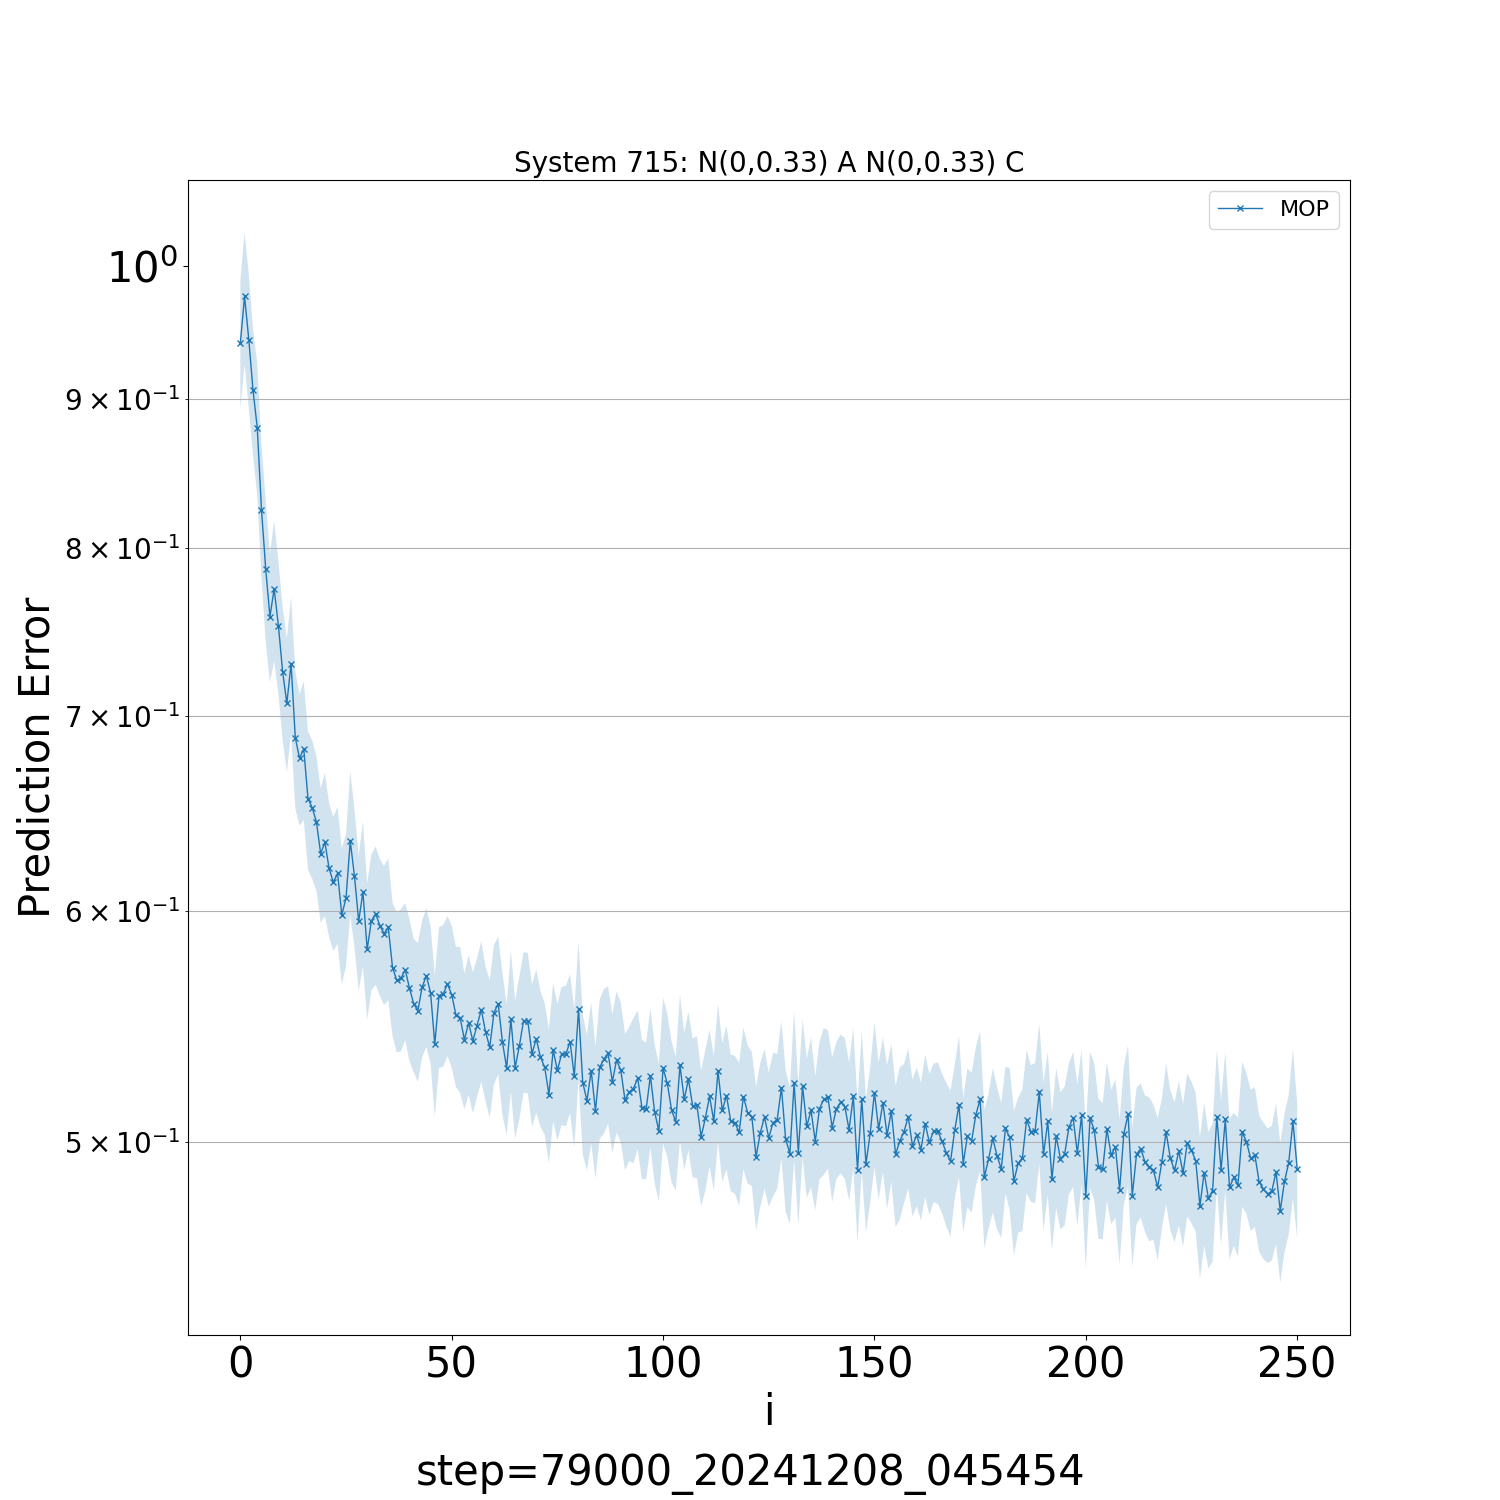 System 715: N(0,0.33) A N(0,0.33) C
MOP
10⁰
9 × 10⁻¹
8 × 10⁻¹
7 × 10⁻¹
6 × 10⁻¹
5 × 10⁻¹
Prediction Error
0 50 100 150 200 250
i
step=79000_20241208_045454